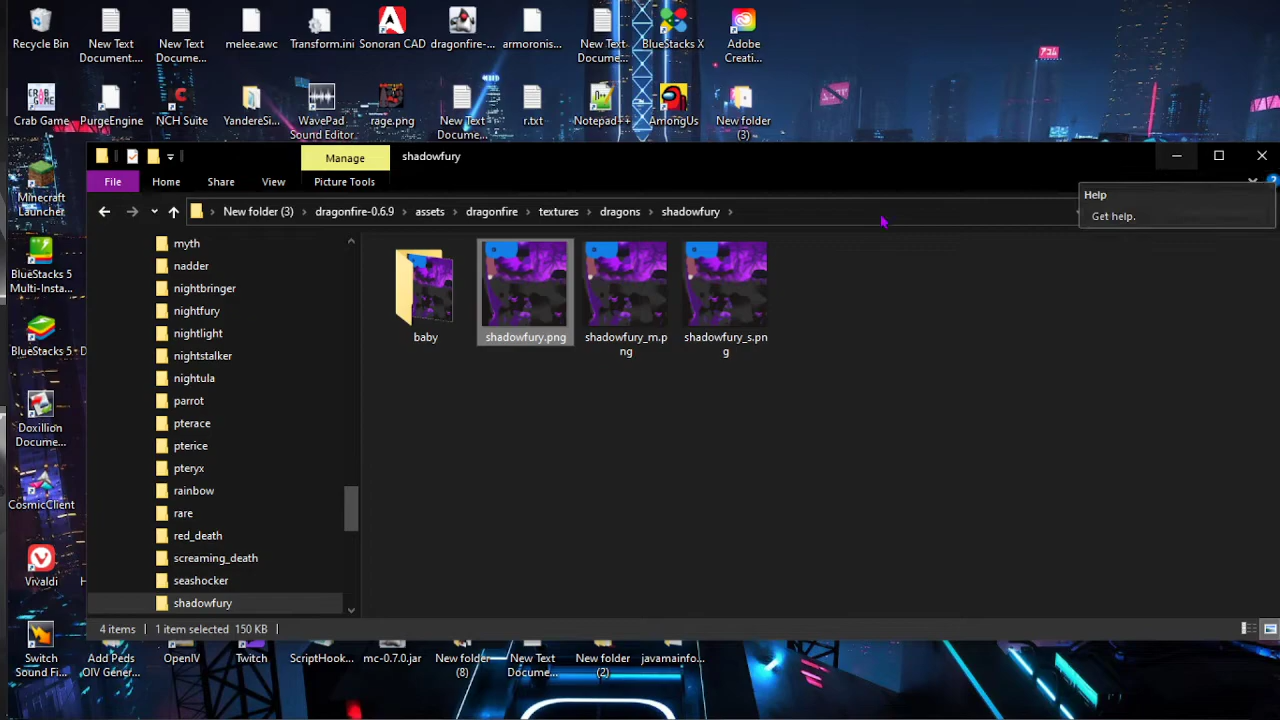 Recycle Bin
New Text
Document....
New Text
Docume...
melee.awc
Transform.ini
Sonoran CAD
dragonfire-...
armoronis...
New Text
Docume...
BlueStacks X
Adobe
Creati...
CRAB
GAME
Crab Game
PurgeEngine
NCH Suite
YandereSi...
WavePad
Sound Editor
rage.png
New Text
Docume...
r.txt
Notepad++
AmongUs
New folder
(3)
Minecraft
Launcher
BlueStacks 5
Multi-Insta...
BlueStacks 5
Doxillion
Docume...
CosmicClient
Vivaldi
Manage
shadowfury
File
Home
Share
View
Picture Tools
Help
Get help.
New folder (3) › dragonfire-0.6.9 › assets › dragonfire › textures › dragons › shadowfury ›
myth
nadder
nightbringer
nightfury
nightlight
nightstalker
nightula
parrot
pterace
pterice
pteryx
rainbow
rare
red_death
screaming_death
seashocker
shadowfury
baby
shadowfury.png
shadowfury_m.p
ng
shadowfury_s.pn
g
4 items
1 item selected 150 KB
Switch
Sound Fi...
Add Peds
OIV Gener...
OpenIV
Twitch
ScriptHook...
mc-0.7.0.jar
New folder
(8)
New Text
Docume...
New folder
(2)
javamainfo...